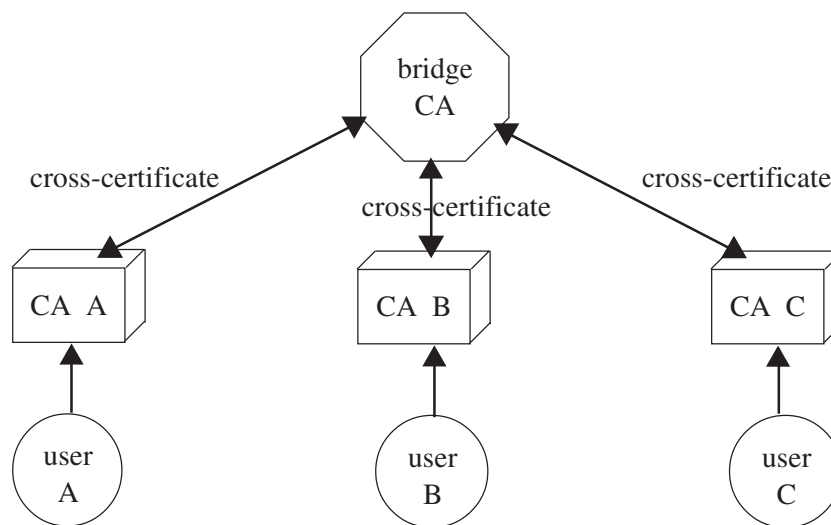 bridge
CA
cross-certificate
cross-certificate
cross-certificate
CA A
CA B
CA C
user
A
user
B
user
C